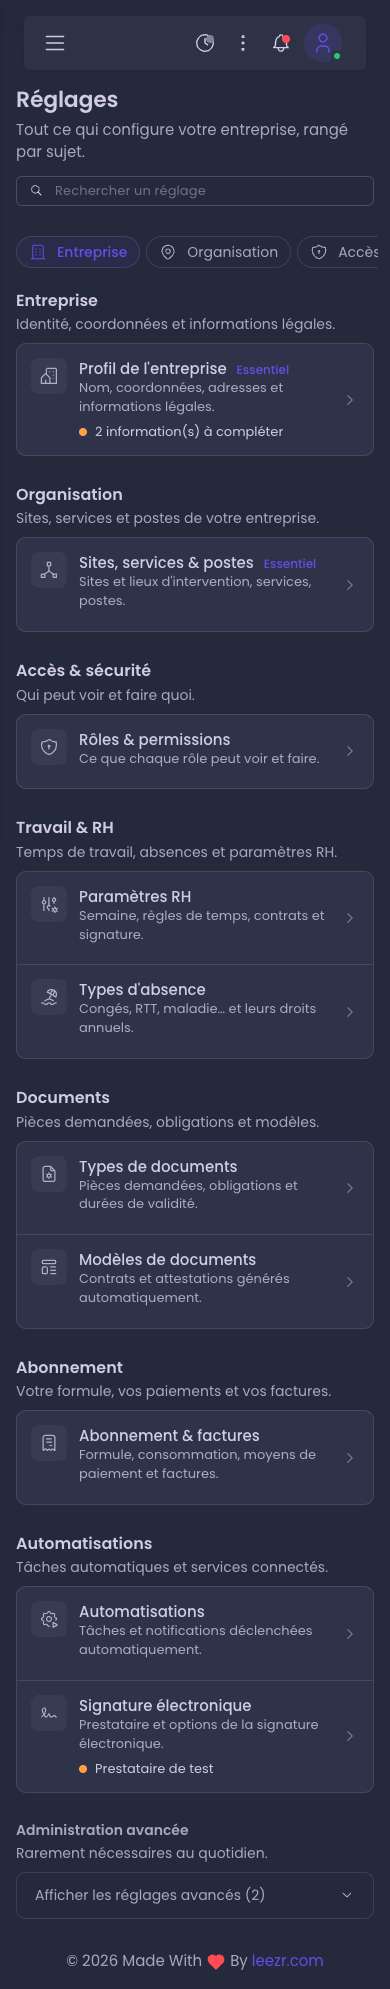 Réglages
Tout ce qui configure votre entreprise, rangé
par sujet.
Rechercher un réglage
Entreprise
Organisation
Accès
Entreprise
Identité, coordonnées et informations légales.
Profil de l'entreprise Essentiel
Nom, coordonnées, adresses et
informations légales.
2 information(s) à compléter
Organisation
Sites, services et postes de votre entreprise.
Sites, services & postes Essentiel
Sites et lieux d'intervention, services,
postes.
Accès & sécurité
Qui peut voir et faire quoi.
Rôles & permissions
Ce que chaque rôle peut voir et faire.
Travail & RH
Temps de travail, absences et paramètres RH.
Paramètres RH
Semaine, règles de temps, contrats et
signature.
Types d'absence
Congés, RTT, maladie… et leurs droits
annuels.
Documents
Pièces demandées, obligations et modèles.
Types de documents
Pièces demandées, obligations et
durées de validité.
Modèles de documents
Contrats et attestations générés
automatiquement.
Abonnement
Votre formule, vos paiements et vos factures.
Abonnement & factures
Formule, consommation, moyens de
paiement et factures.
Automatisations
Tâches automatiques et services connectés.
Automatisations
Tâches et notifications déclenchées
automatiquement.
Signature électronique
Prestataire et options de la signature
électronique.
Prestataire de test
Administration avancée
Rarement nécessaires au quotidien.
Afficher les réglages avancés (2)
© 2026 Made With ❤ By leezr.com